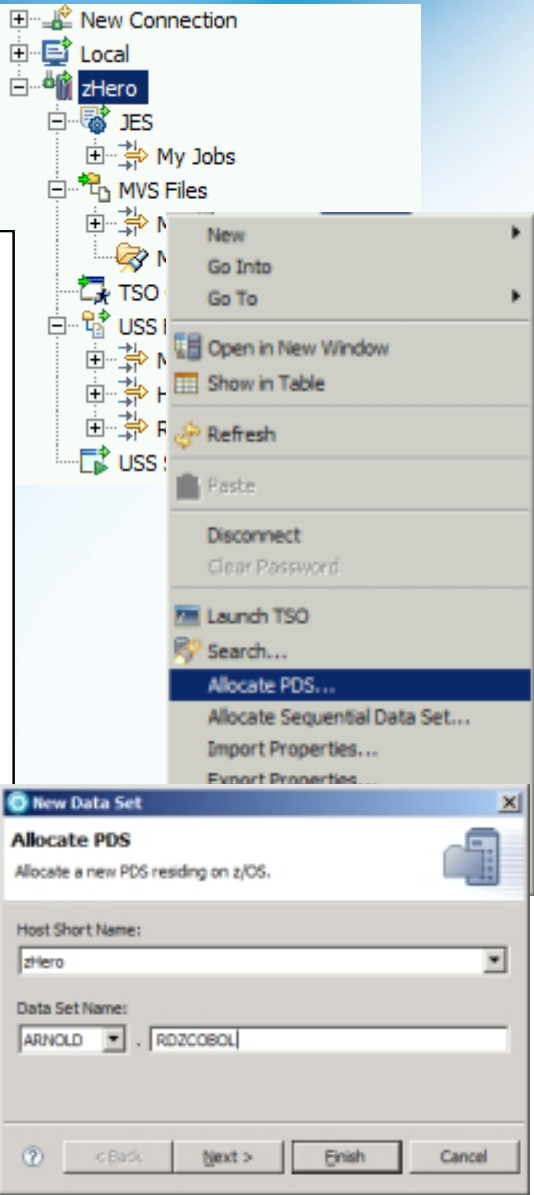 New Connection
Local
zHero
JES
My Jobs
MVS Files
TSO
USS
USS
New
Go Into
Go To
Open in New Window
Show in Table
Refresh
Paste
Disconnect
Clear Password
Launch TSO
Search...
Allocate PDS...
Allocate Sequential Data Set...
Import Properties...
Export Properties...
New Data Set
Allocate PDS
Allocate a new PDS residing on z/OS.
Host Short Name:
zHero
Data Set Name:
ARNOLD . RDZCOBOL
? < Back Next > Finish Cancel